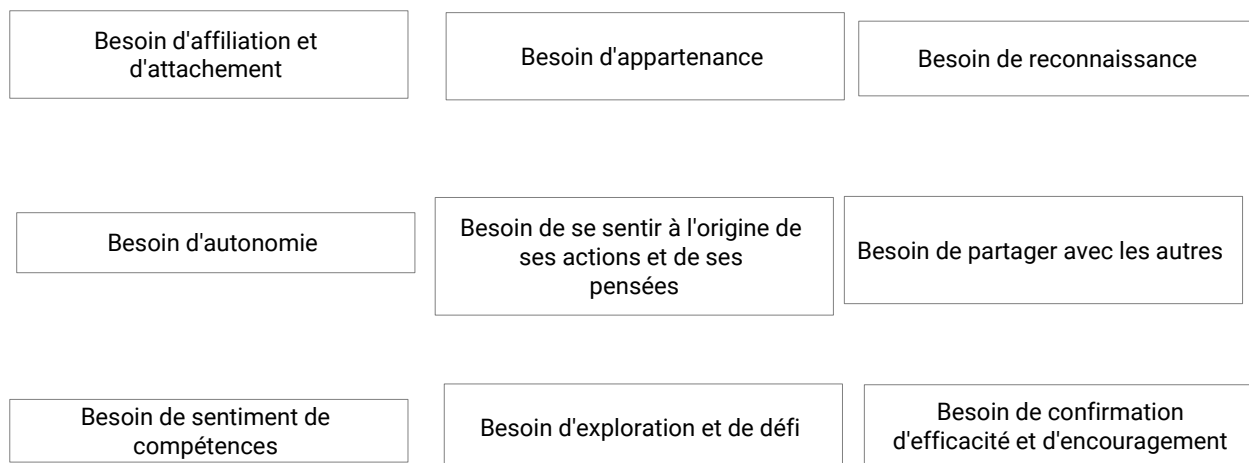 Besoin d'affiliation et
d'attachement
Besoin d'appartenance
Besoin de reconnaissance
Besoin d'autonomie
Besoin de se sentir à l'origine de
ses actions et de ses
pensées
Besoin de partager avec les autres
Besoin de sentiment de
compétences
Besoin d'exploration et de défi
Besoin de confirmation
d'efficacité et d'encouragement